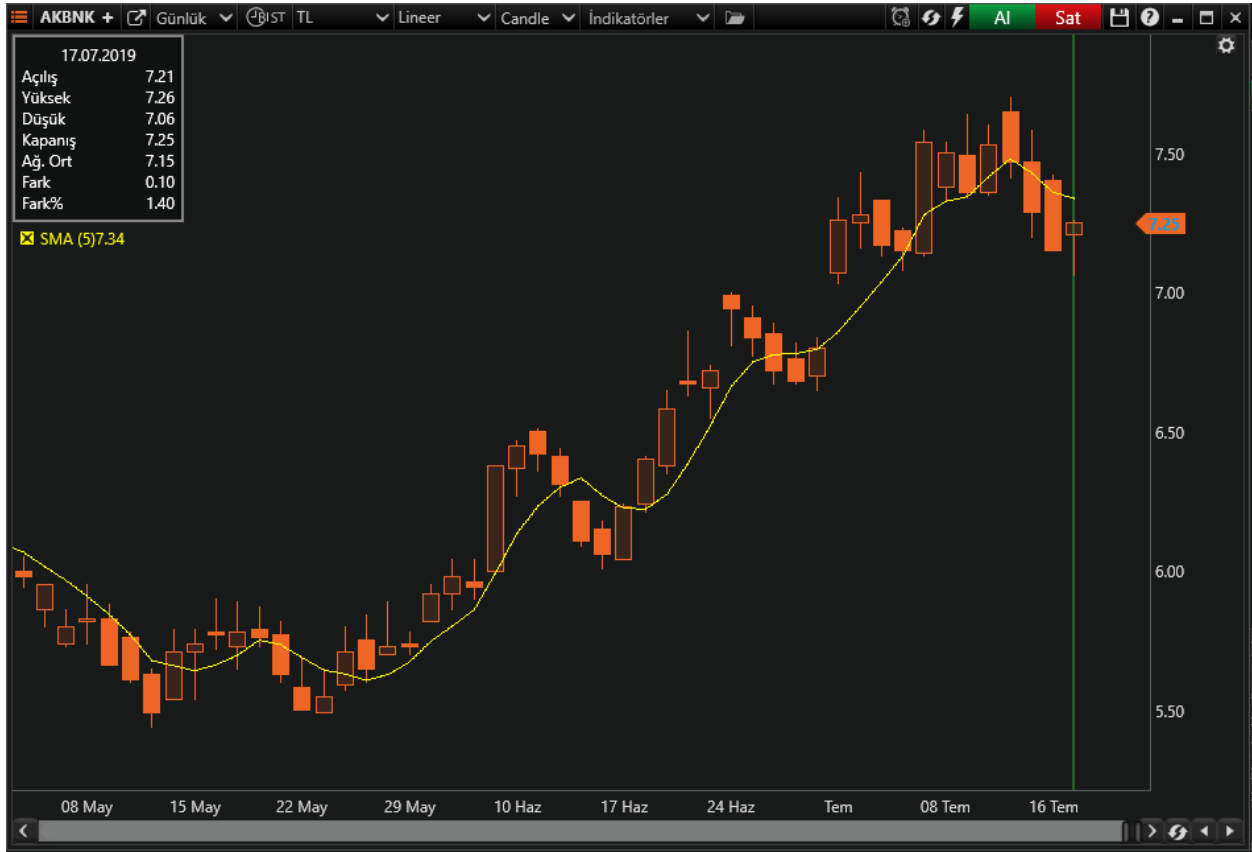 AKBNK + Günlük BIST TL Lineer Candle İndikatörler Al Sat
17.07.2019
Açılış 7.21
Yüksek 7.26
Düşük 7.06
Kapanış 7.25
Ağ. Ort 7.15
Fark 0.10
Fark% 1.40
SMA (5)7.34
7.50
7.25
7.00
6.50
6.00
5.50
08 May 15 May 22 May 29 May 10 Haz 17 Haz 24 Haz Tem 08 Tem 16 Tem